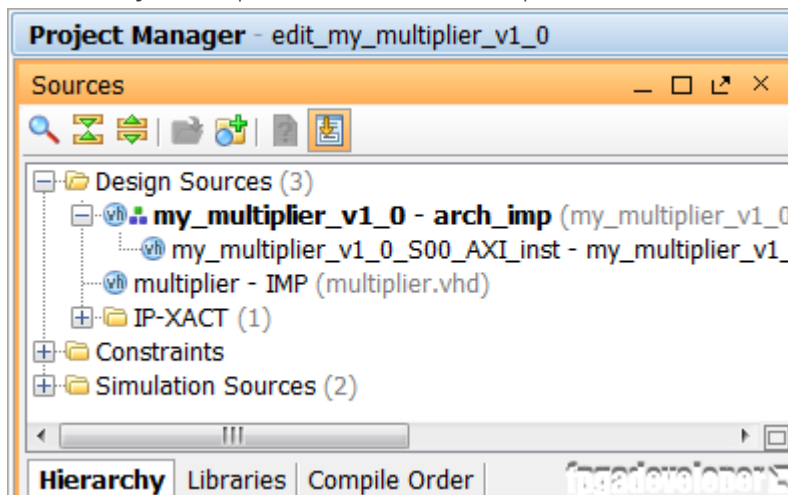 Project Manager - edit_my_multiplier_v1_0
Sources
Design Sources (3)
my_multiplier_v1_0 - arch_imp (my_multiplier_v1_0
my_multiplier_v1_0_S00_AXI_inst - my_multiplier_v1_
multiplier - IMP (multiplier.vhd)
IP-XACT (1)
Constraints
Simulation Sources (2)
Hierarchy Libraries Compile Order